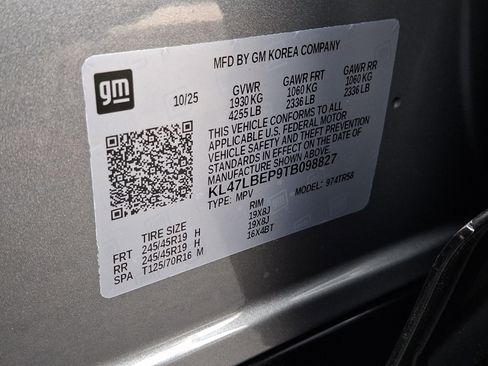 MFD BY GM KOREA COMPANY
gm
10/25
GVWR GAWR FRT GAWR RR
1930 KG 1060 KG 1060 KG
4255 LB 2336 LB 2336 LB
THIS VEHICLE CONFORMS TO ALL
APPLICABLE U.S. FEDERAL MOTOR
VEHICLE SAFETY AND THEFT PREVENTION
STANDARDS IN EFFECT ON THE DATE OF
MANUFACTURE SHOWN ABOVE.
KL47LBEP9TB098827
TYPE: MPV MODEL: 974TR58
TIRE SIZE RIM
FRT 245/45R19 H 19X8J
RR 245/45R19 H 19X8J
SPA T125/70R16 M 16X4BT